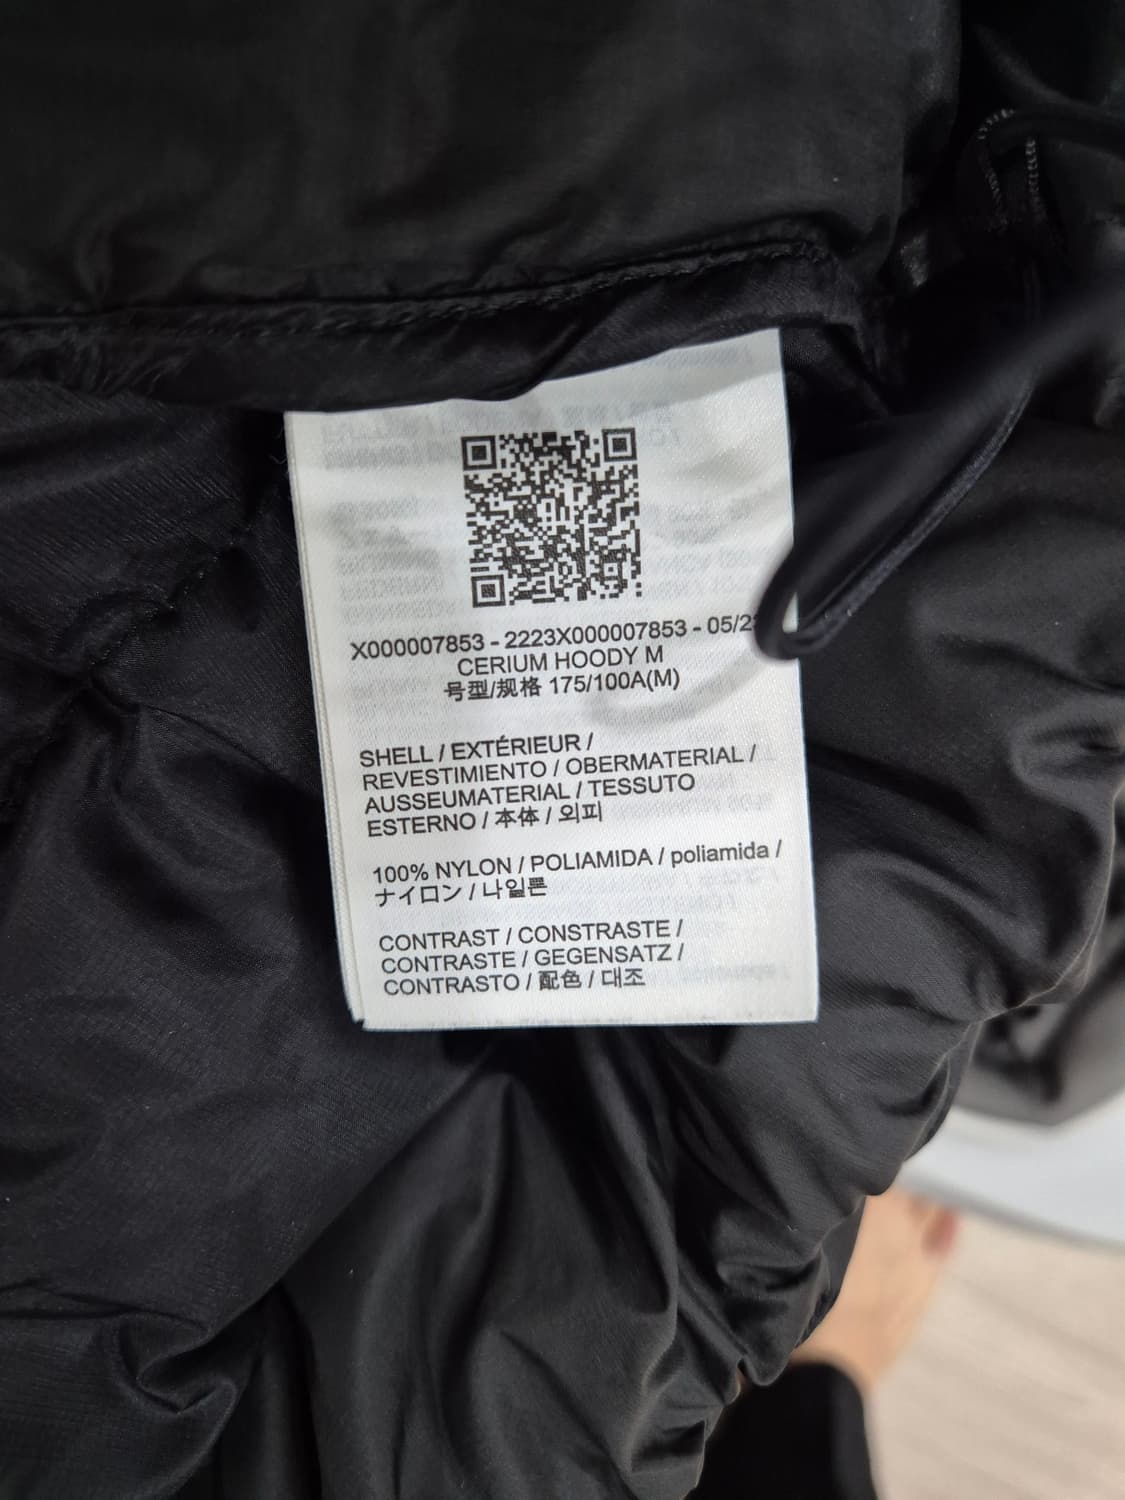 X000007853 - 2223X000007853 - 05/2
CERIUM HOODY M
号型/规格 175/100A(M)
SHELL / EXTÉRIEUR /
REVESTIMIENTO / OBERMATERIAL /
AUSSEUMATERIAL / TESSUTO
ESTERNO / 本体 / 외피
100% NYLON / POLIAMIDA / poliamida /
ナイロン / 나일론
CONTRAST / CONSTRASTE /
CONTRASTE / GEGENSATZ /
CONTRASTO / 配色 / 대조